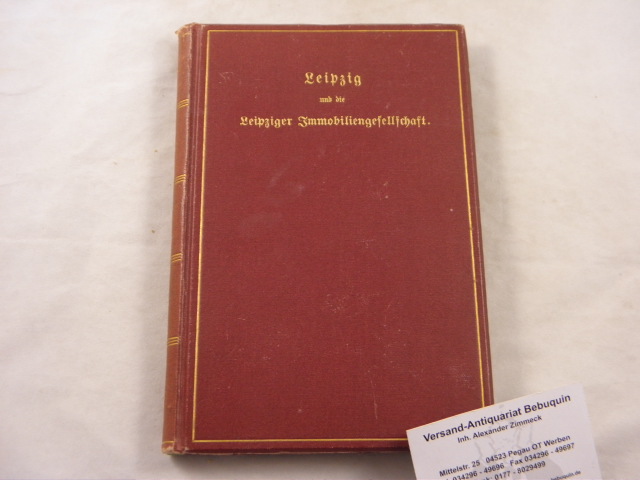 Leipzig
und die
Leipziger Immobiliengesellschaft.
Versand-Antiquariat Bebuquin
Inh. Alexander Zimmeck
Mittelstr. 25 04523 Pegau OT Werben
034296 - 49696 Fax 034296 - 49697
0177 - 8029499